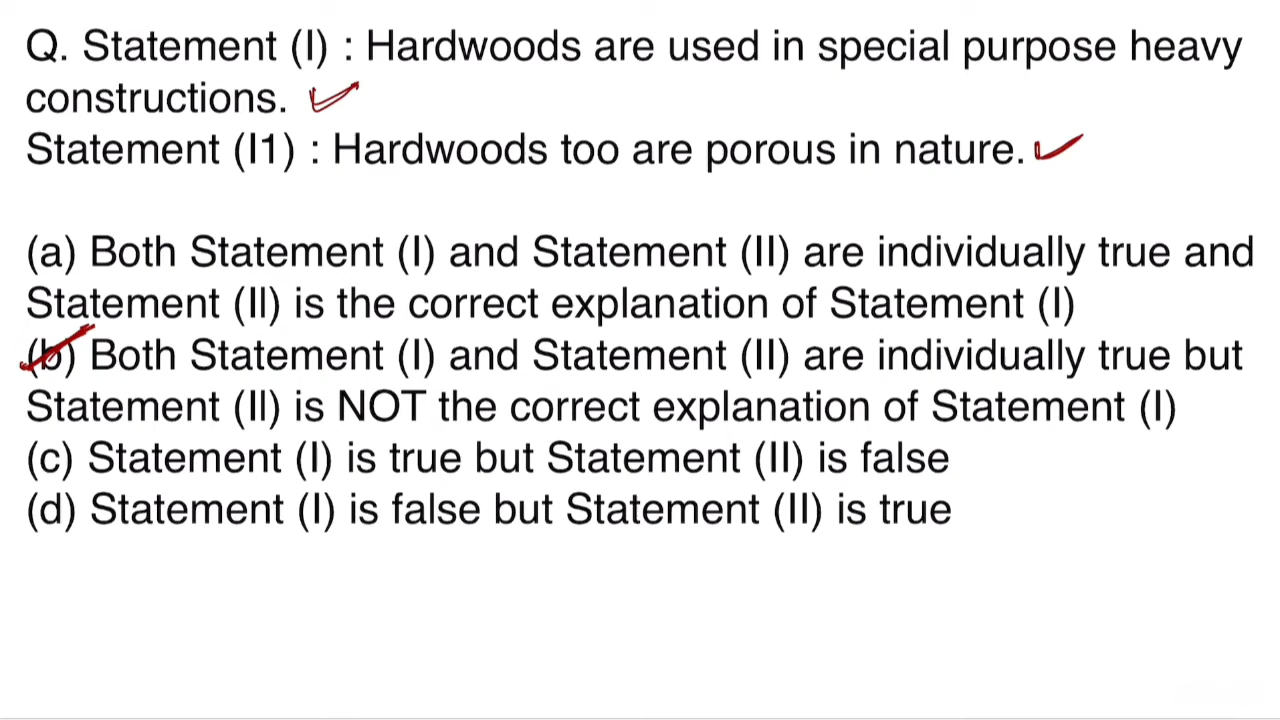 Q. Statement (I) : Hardwoods are used in special purpose heavy
constructions.
Statement (I1) : Hardwoods too are porous in nature.
(a) Both Statement (I) and Statement (II) are individually true and
Statement (II) is the correct explanation of Statement (I)
(b) Both Statement (I) and Statement (II) are individually true but
Statement (II) is NOT the correct explanation of Statement (I)
(c) Statement (I) is true but Statement (II) is false
(d) Statement (I) is false but Statement (II) is true